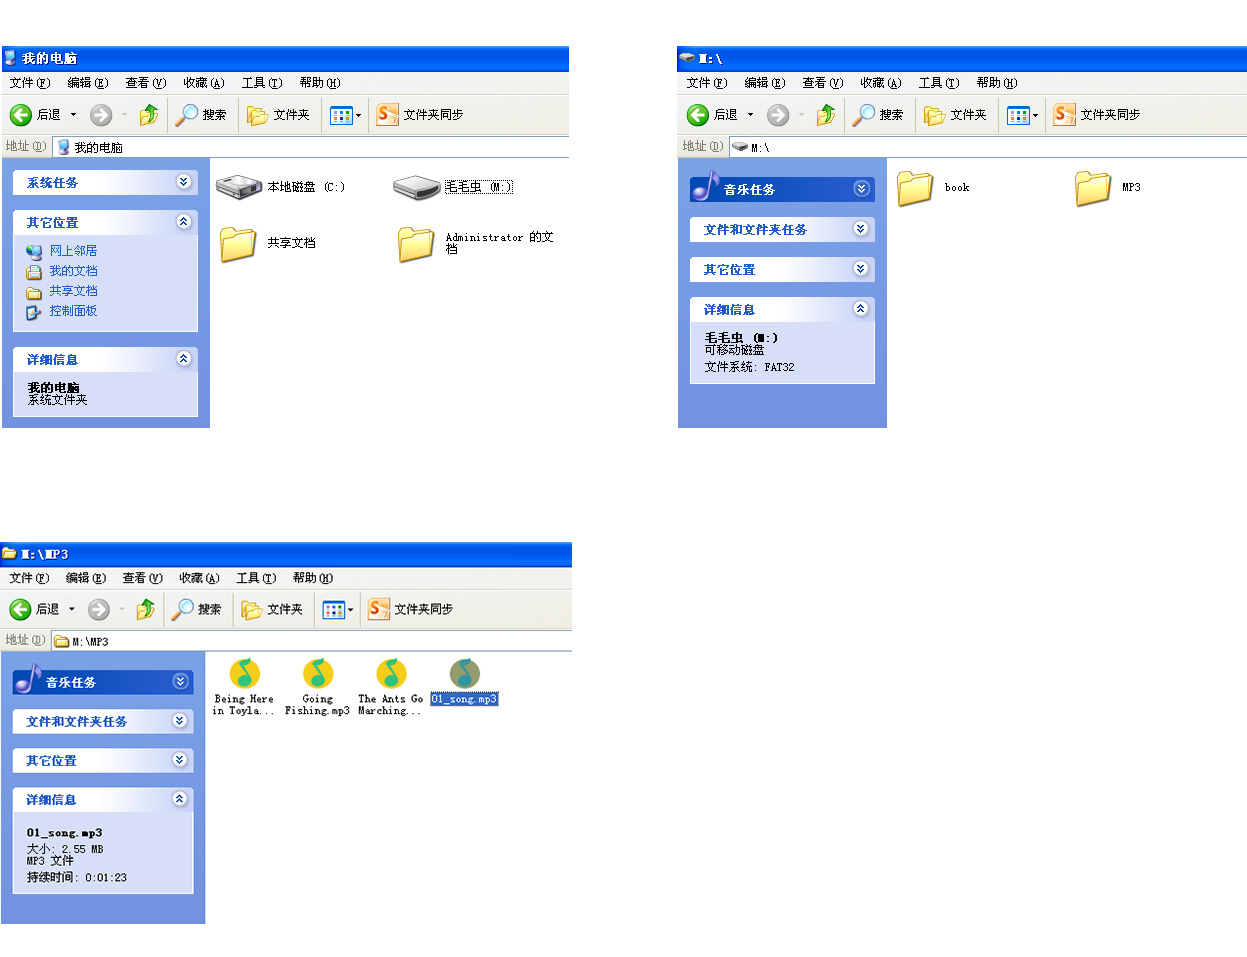 我的电脑
文件(F) 编辑(E) 查看(V) 收藏(A) 工具(T) 帮助(H)
后退 搜索 文件夹 文件夹同步
地址(D) 我的电脑
系统任务
其它位置
网上邻居
我的文档
共享文档
控制面板
详细信息
我的电脑
系统文件夹
本地磁盘 (C:)
毛毛虫 (M:)
共享文档
Administrator 的文
档
M:\
文件(F) 编辑(E) 查看(V) 收藏(A) 工具(T) 帮助(H)
后退 搜索 文件夹 文件夹同步
地址(D) M:\
音乐任务
文件和文件夹任务
其它位置
详细信息
毛毛虫 (M:)
可移动磁盘
文件系统: FAT32
book
MP3
M:\MP3
文件(F) 编辑(E) 查看(V) 收藏(A) 工具(T) 帮助(H)
后退 搜索 文件夹 文件夹同步
地址(D) M:\MP3
音乐任务
文件和文件夹任务
其它位置
详细信息
01_song.mp3
大小: 2.55 MB
MP3 文件
持续时间: 0:01:23
Being Here
in Toyla...
Going
Fishing.mp3
The Ants Go
Marching...
01_song.mp3